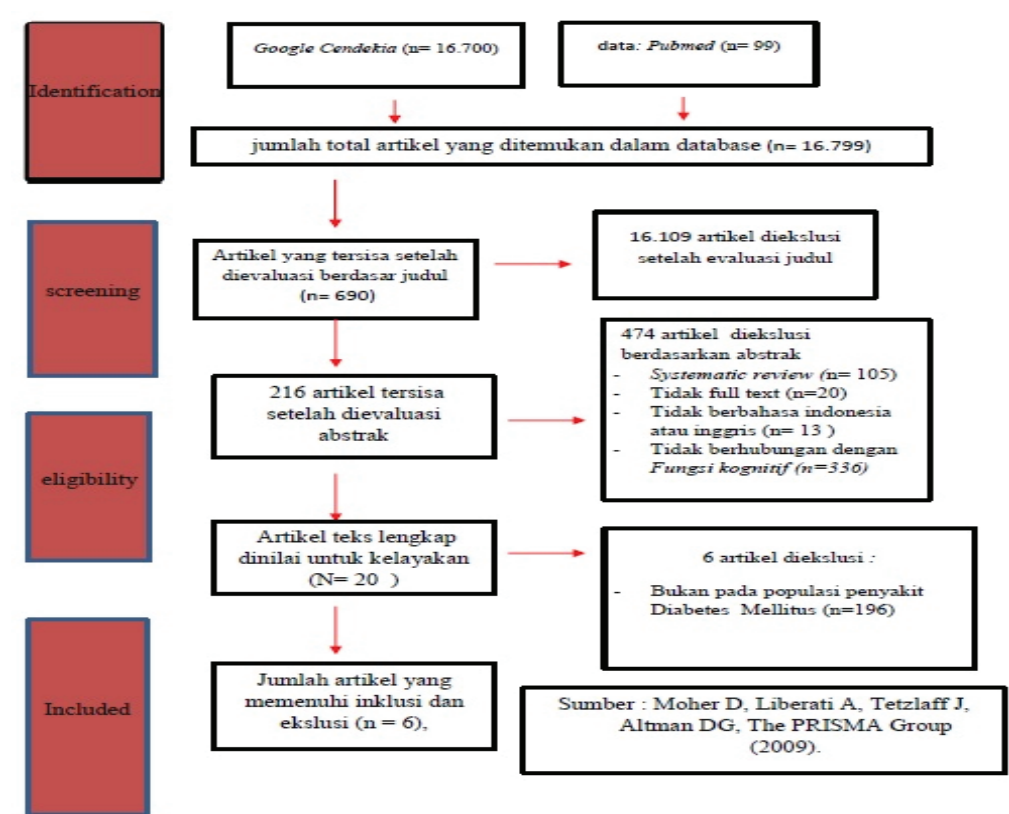 Identification
Google Cendekia (n= 16.700)
data: Pubmed (n= 99)
jumlah total artikel yang ditemukan dalam database (n= 16.799)
screening
Artikel yang tersisa setelah
dievaluasi berdasar judul
(n= 690)
16.109 artikel diekslusi
setelah evaluasi judul
216 artikel tersisa
setelah dievaluasi
abstrak
474 artikel diekslusi
berdasarkan abstrak
- Systematic review (n= 105)
- Tidak full text (n=20)
- Tidak berbahasa indonesia
atau inggris (n= 13 )
- Tidak berhubungan dengan
Fungsi kognitif (n=336)
eligibility
Artikel teks lengkap
dinilai untuk kelayakan
(N= 20 )
6 artikel diekslusi :
- Bukan pada populasi penyakit
Diabetes Mellitus (n=196)
Included
Jumlah artikel yang
memenuhi inklusi dan
ekslusi (n = 6),
Sumber : Moher D, Liberati A, Tetzlaff J,
Altman DG, The PRISMA Group
(2009).